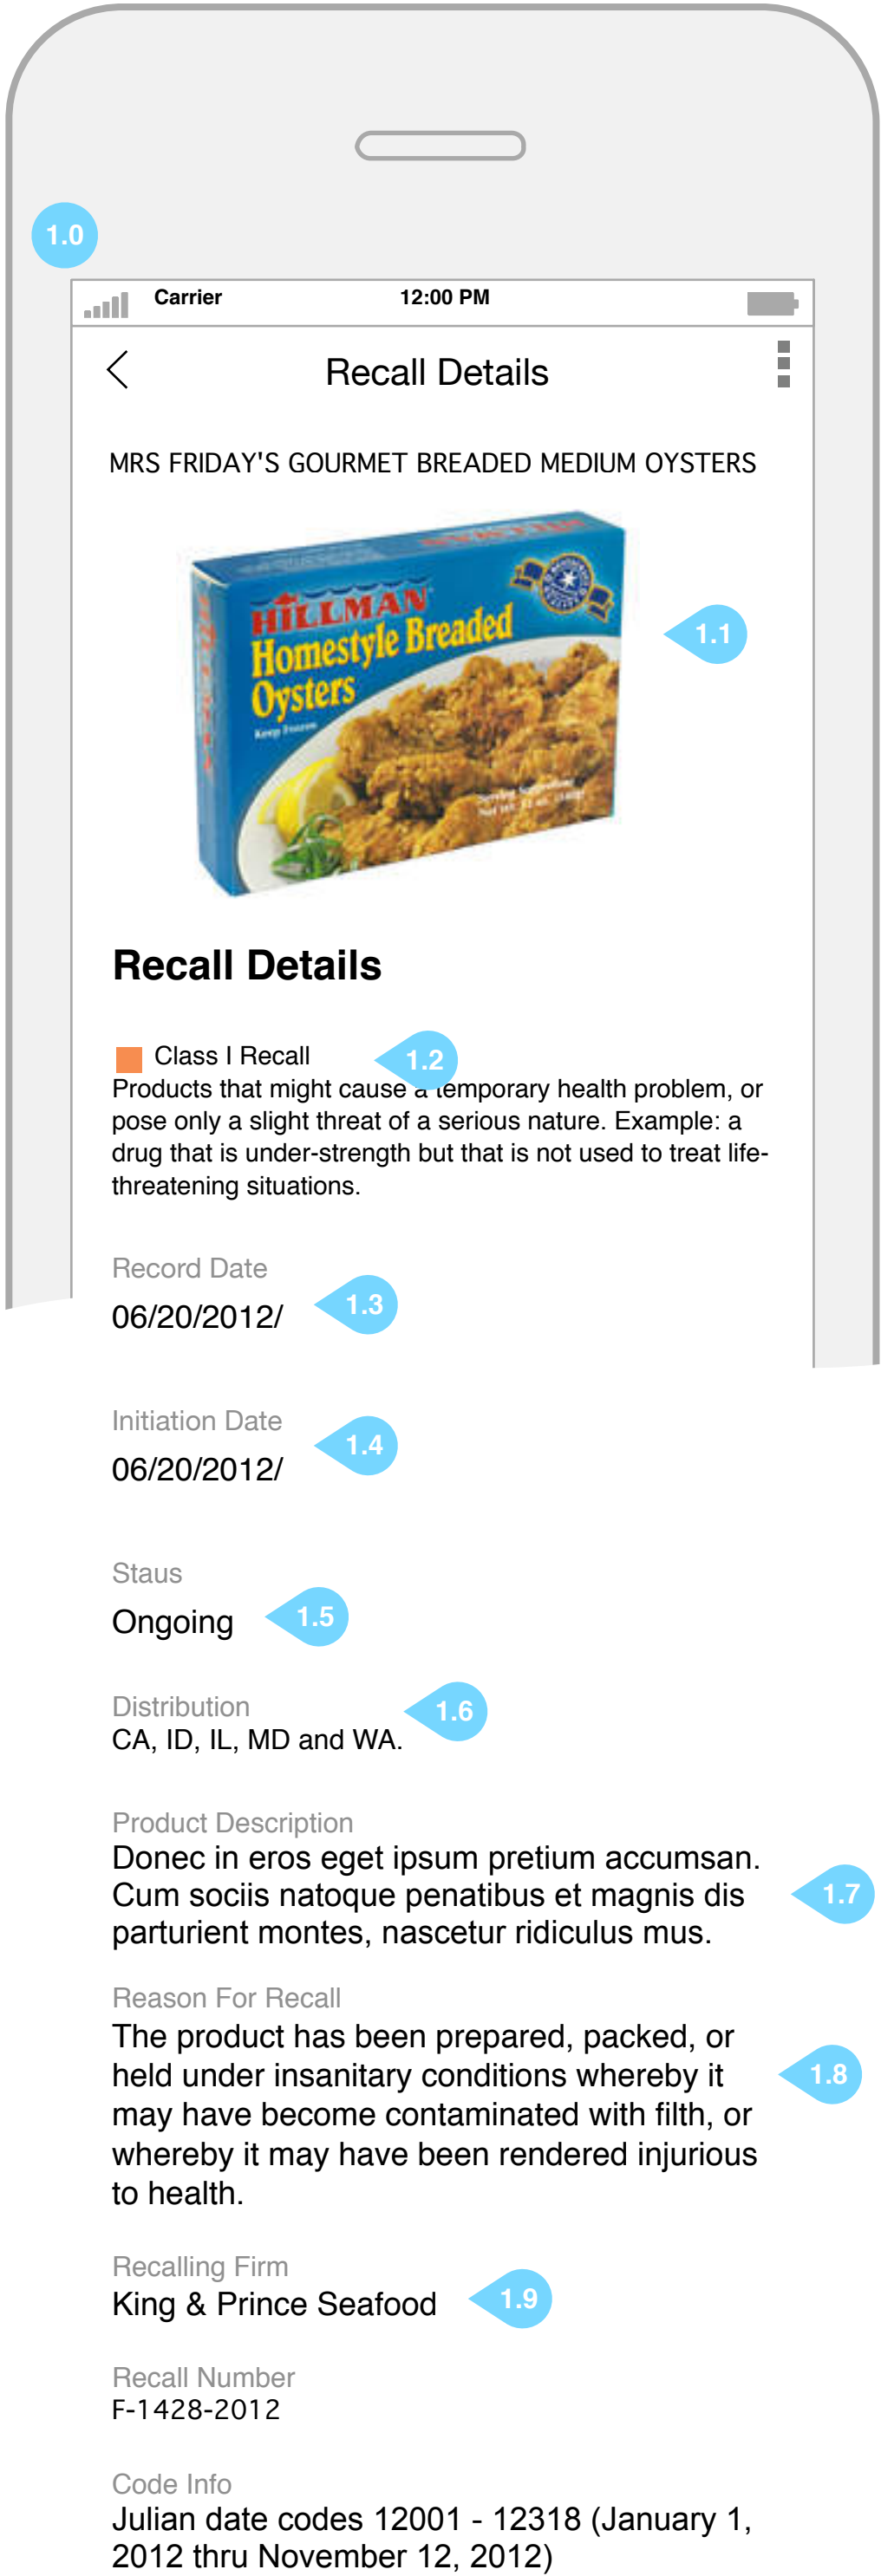 1.0
Carrier 12:00 PM
Recall Details
MRS FRIDAY'S GOURMET BREADED MEDIUM OYSTERS
HILLMAN
Homestyle Breaded
Oysters
Keep Frozen
1.1
Recall Details
Class I Recall
1.2
Products that might cause a temporary health problem, or
pose only a slight threat of a serious nature. Example: a
drug that is under-strength but that is not used to treat life-
threatening situations.
Record Date
06/20/2012/
1.3
Initiation Date
06/20/2012/
1.4
Staus
Ongoing
1.5
Distribution
1.6
CA, ID, IL, MD and WA.
Product Description
Donec in eros eget ipsum pretium accumsan.
Cum sociis natoque penatibus et magnis dis
1.7
parturient montes, nascetur ridiculus mus.
Reason For Recall
The product has been prepared, packed, or
held under insanitary conditions whereby it
1.8
may have become contaminated with filth, or
whereby it may have been rendered injurious
to health.
Recalling Firm
King & Prince Seafood
1.9
Recall Number
F-1428-2012
Code Info
Julian date codes 12001 - 12318 (January 1,
2012 thru November 12, 2012)